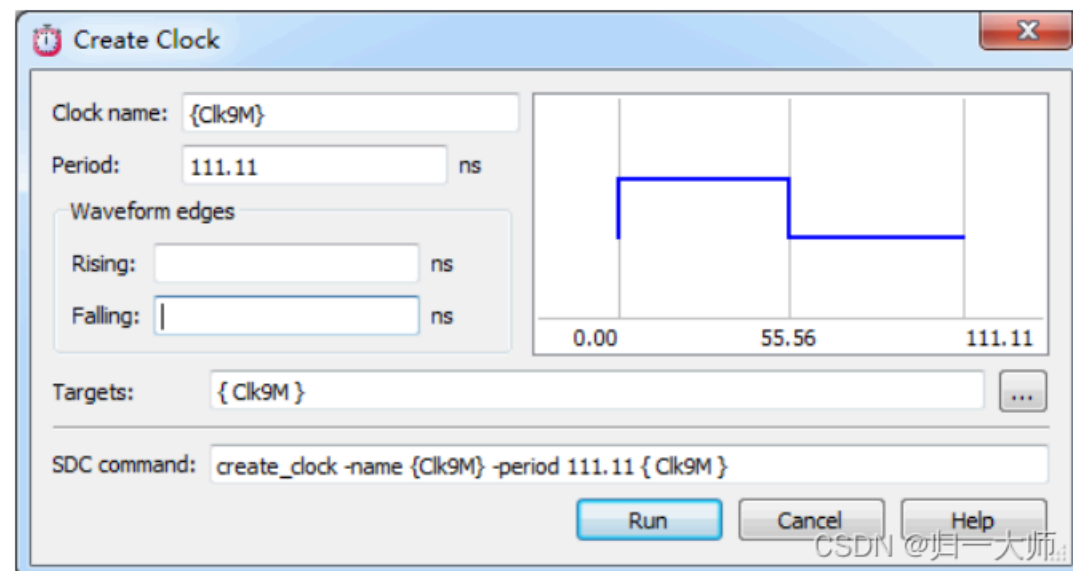 Create Clock
Clock name: {Clk9M}
Period: 111.11 ns
Waveform edges
Rising: ns
Falling: ns
0.00 55.56 111.11
Targets: { Clk9M } ...
SDC command: create_clock -name {Clk9M} -period 111.11 { Clk9M }
Run Cancel Help
CSDN @归一大师